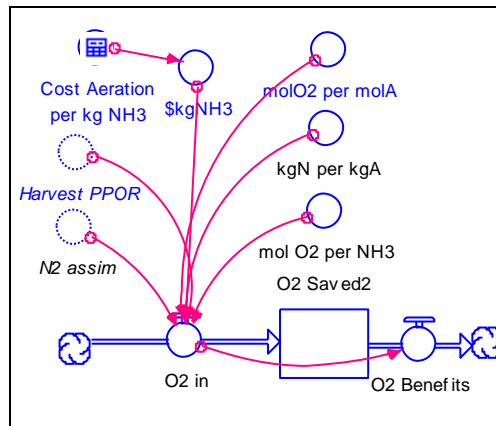 Cost Aeration
per kg NH3
$kgNH3
molO2 per molA
Harvest PPOR
kgN per kgA
N2 assim
mol O2 per NH3
O2 Saved2
O2 in
O2 Benefits